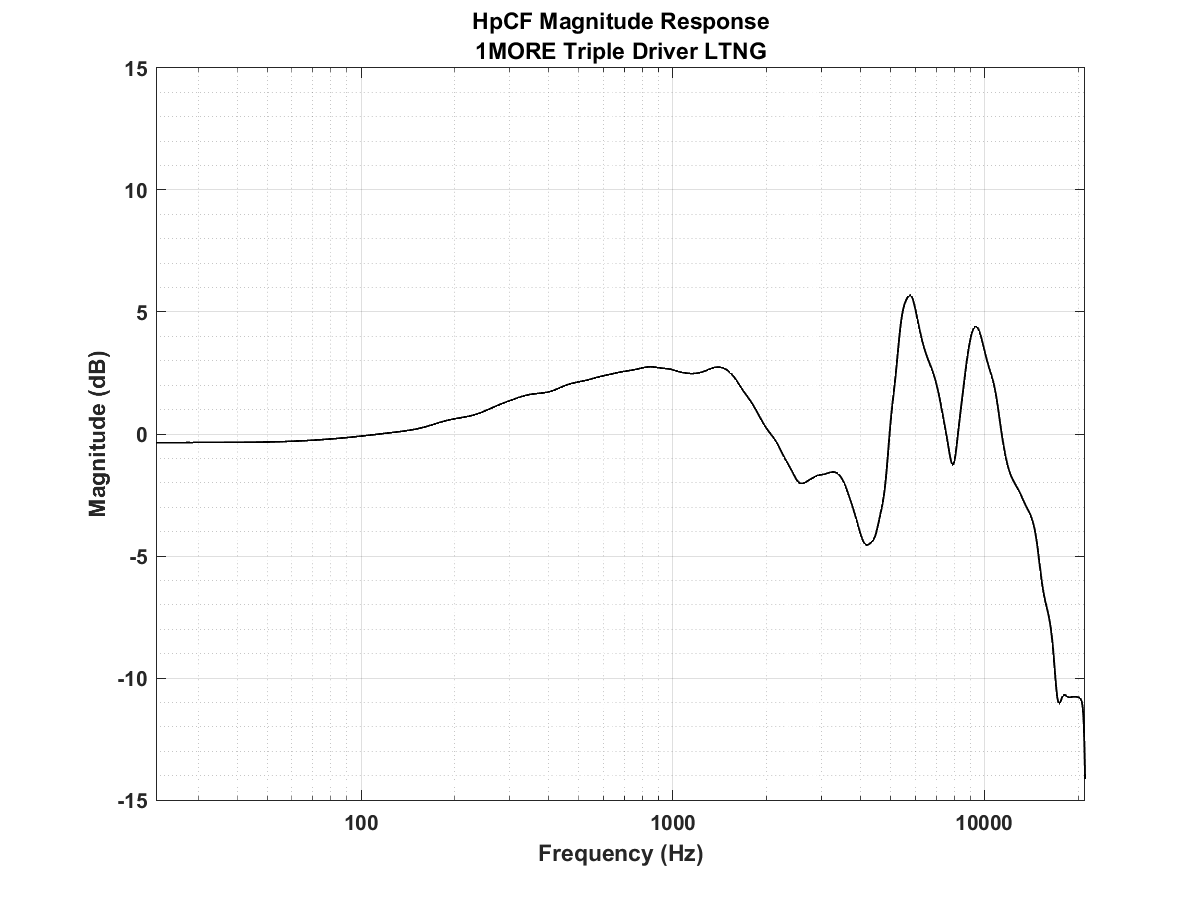 HpCF Magnitude Response
1MORE Triple Driver LTNG
15
10
5
0
-5
-10
-15
Magnitude (dB)
100
1000
10000
Frequency (Hz)